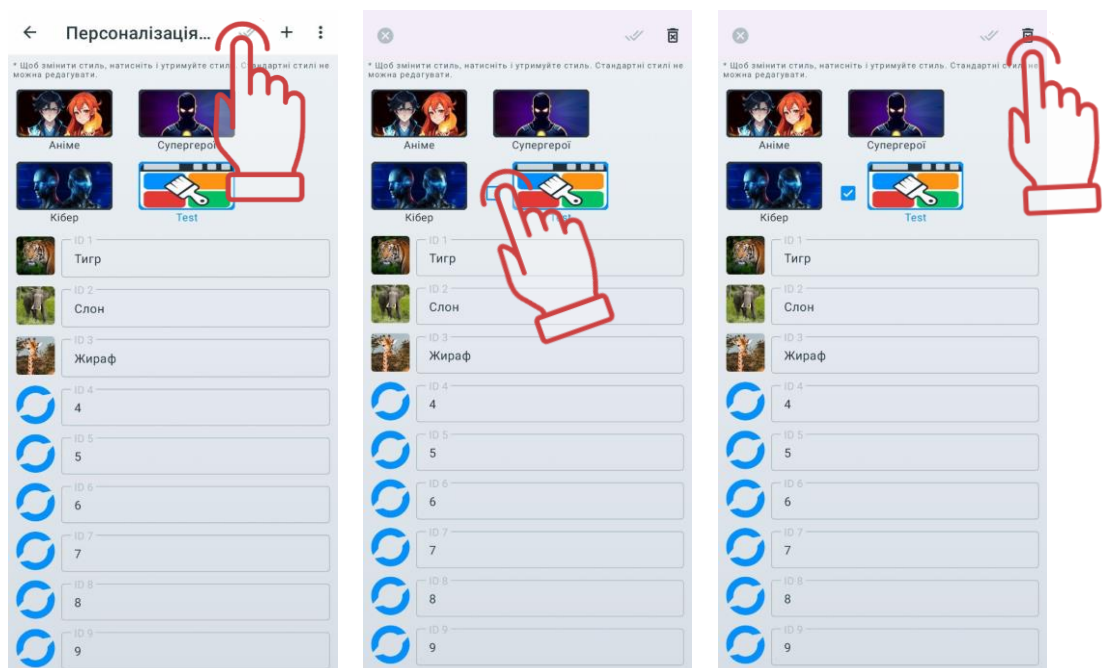 Персоналізація...
* Щоб змінити стиль, натисніть і утримуйте стиль. Стандартні стилі не
можна редагувати.
Аніме
Супергерої
Кібер
Test
ID 1
Тигр
ID 2
Слон
ID 3
Жираф
ID 4
4
ID 5
5
ID 6
6
ID 7
7
ID 8
8
ID 9
9
* Щоб змінити стиль, натисніть і утримуйте стиль. Стандартні стилі не
можна редагувати.
Аніме
Супергерої
Кібер
Test
ID 1
Тигр
ID 2
Слон
ID 3
Жираф
ID 4
4
ID 5
5
ID 6
6
ID 7
7
ID 8
8
ID 9
9
* Щоб змінити стиль, натисніть і утримуйте стиль. Стандартні стилі не
можна редагувати.
Аніме
Супергерої
Кібер
Test
ID 1
Тигр
ID 2
Слон
ID 3
Жираф
ID 4
4
ID 5
5
ID 6
6
ID 7
7
ID 8
8
ID 9
9